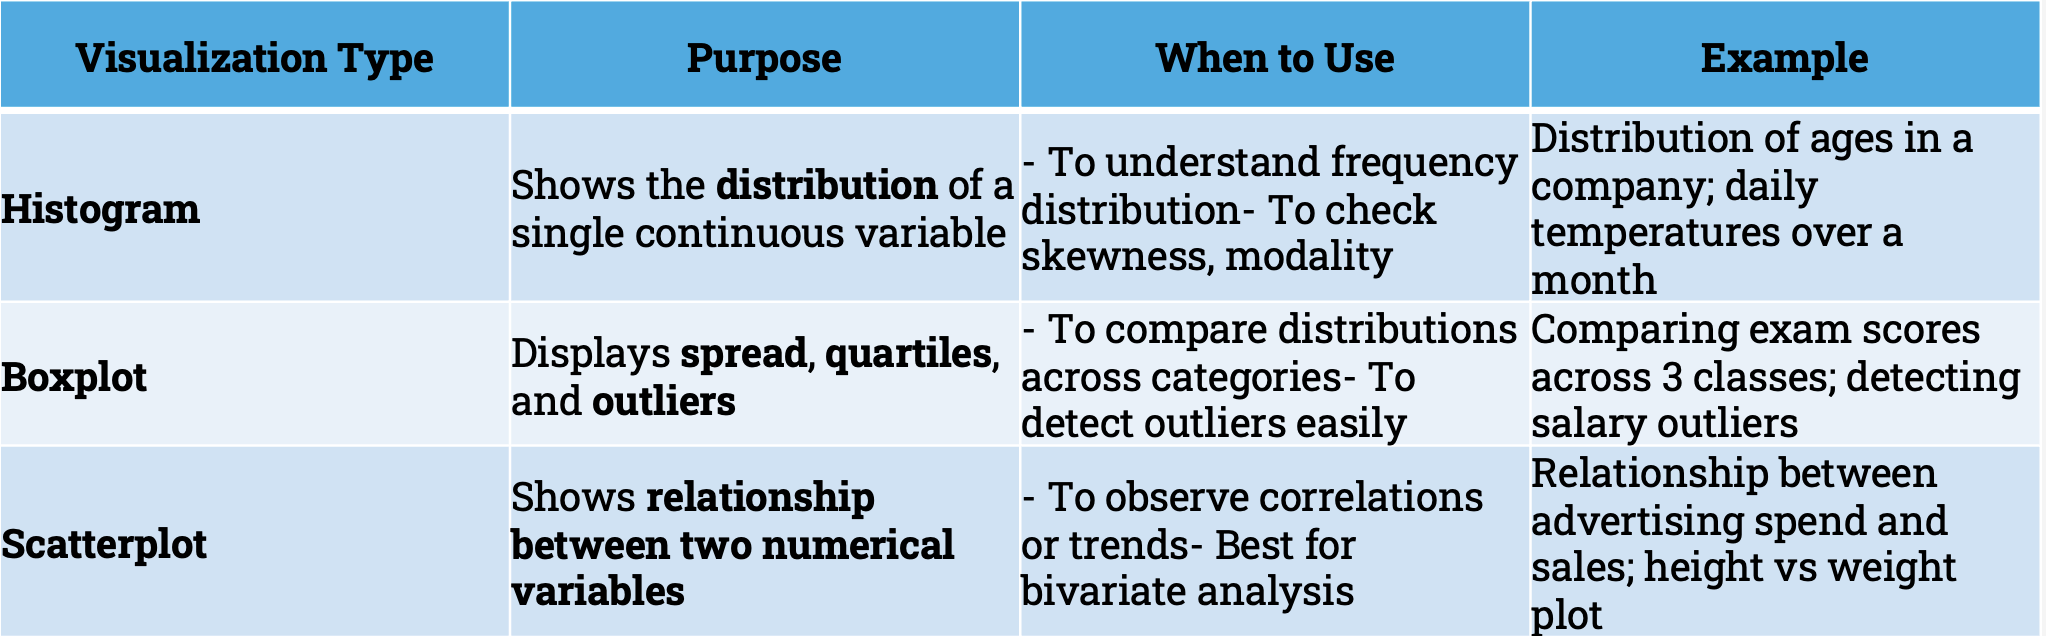 Visualization Type
Purpose
When to Use
Example
Histogram
Shows the distribution of a
single continuous variable
- To understand frequency
distribution- To check
skewness, modality
Distribution of ages in a
company; daily
temperatures over a
month
Boxplot
Displays spread, quartiles,
and outliers
- To compare distributions
across categories- To
detect outliers easily
Comparing exam scores
across 3 classes; detecting
salary outliers
Scatterplot
Shows relationship
between two numerical
variables
- To observe correlations
or trends- Best for
bivariate analysis
Relationship between
advertising spend and
sales; height vs weight
plot